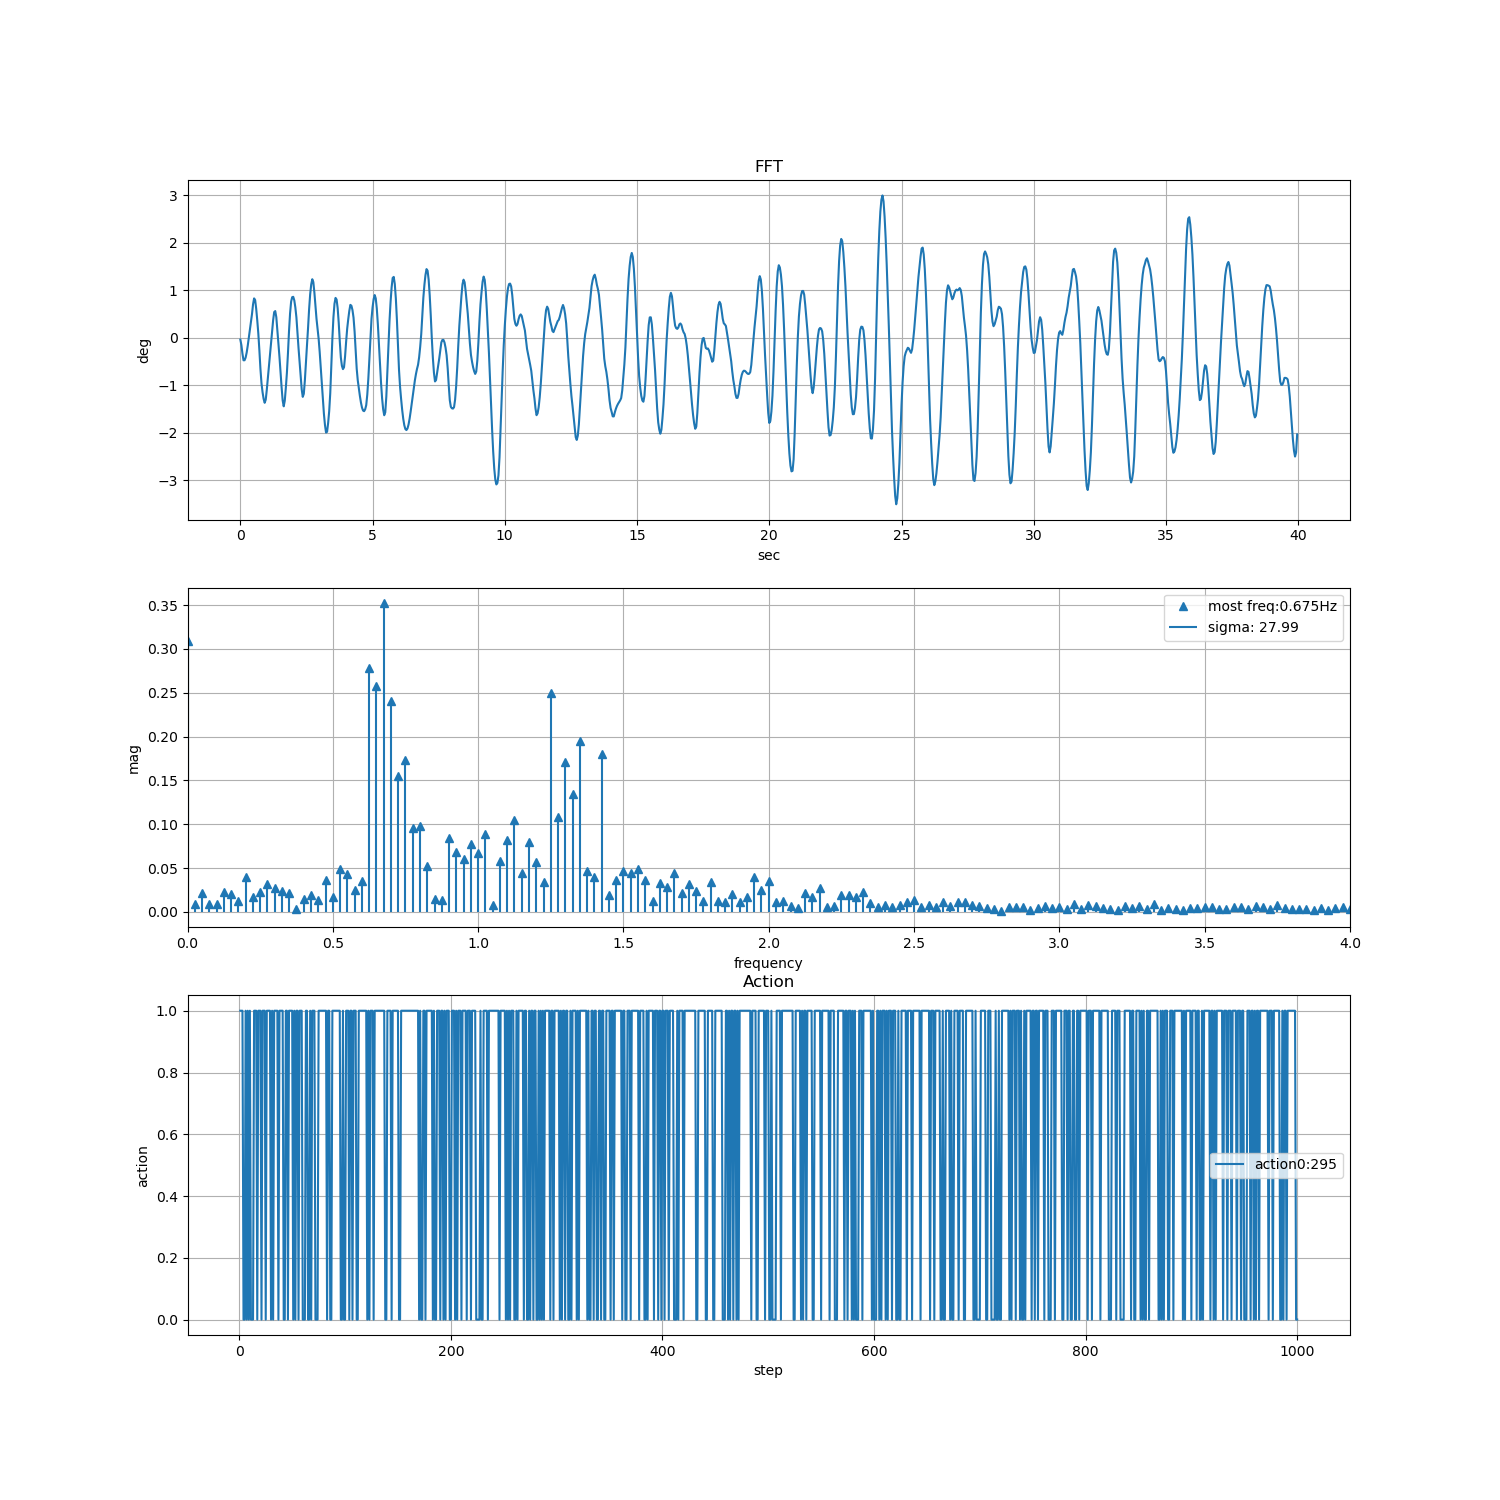 FFT
3
2
1
0
−1
−2
−3
deg
0 5 10 15 20 25 30 35 40
sec
0.35
0.30
0.25
0.20
0.15
0.10
0.05
0.00
mag
most freq:0.675Hz
sigma: 27.99
0.0 0.5 1.0 1.5 2.0 2.5 3.0 3.5 4.0
frequency
Action
1.0
0.8
0.6
0.4
0.2
0.0
action
action0:295
0 200 400 600 800 1000
step